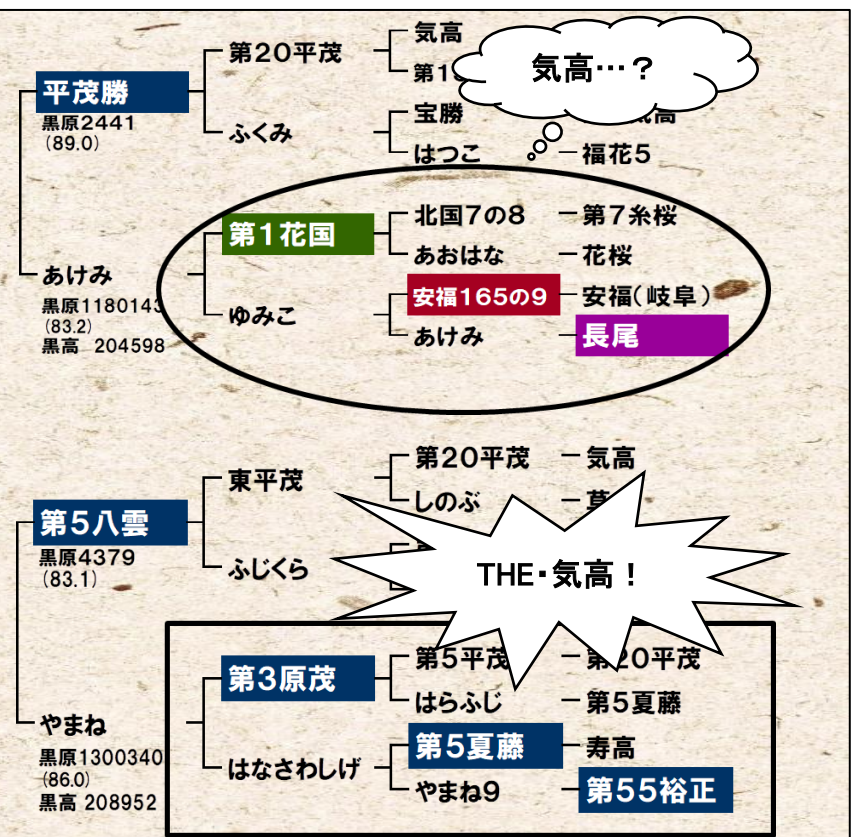 気高
第20平茂
第1
気高…？
平茂勝
黒原2441
(89.0)
宝勝
気高
ふくみ
はつこ
福花5
第1花国
北国7の8
第7糸桜
あおはな
花桜
あけみ
黒原1180143
(83.2)
黒高 204598
ゆみこ
安福165の9
安福(岐阜)
あけみ
長尾
東平茂
第20平茂
気高
しのぶ
第5八雲
黒原4379
(83.1)
ふじくら
THE・気高！
第3原茂
第5平茂
第20平茂
はらふじ
第5夏藤
やまね
黒原1300340
(86.0)
黒高 208952
はなさわしげ
第5夏藤
寿高
やまね9
第55裕正